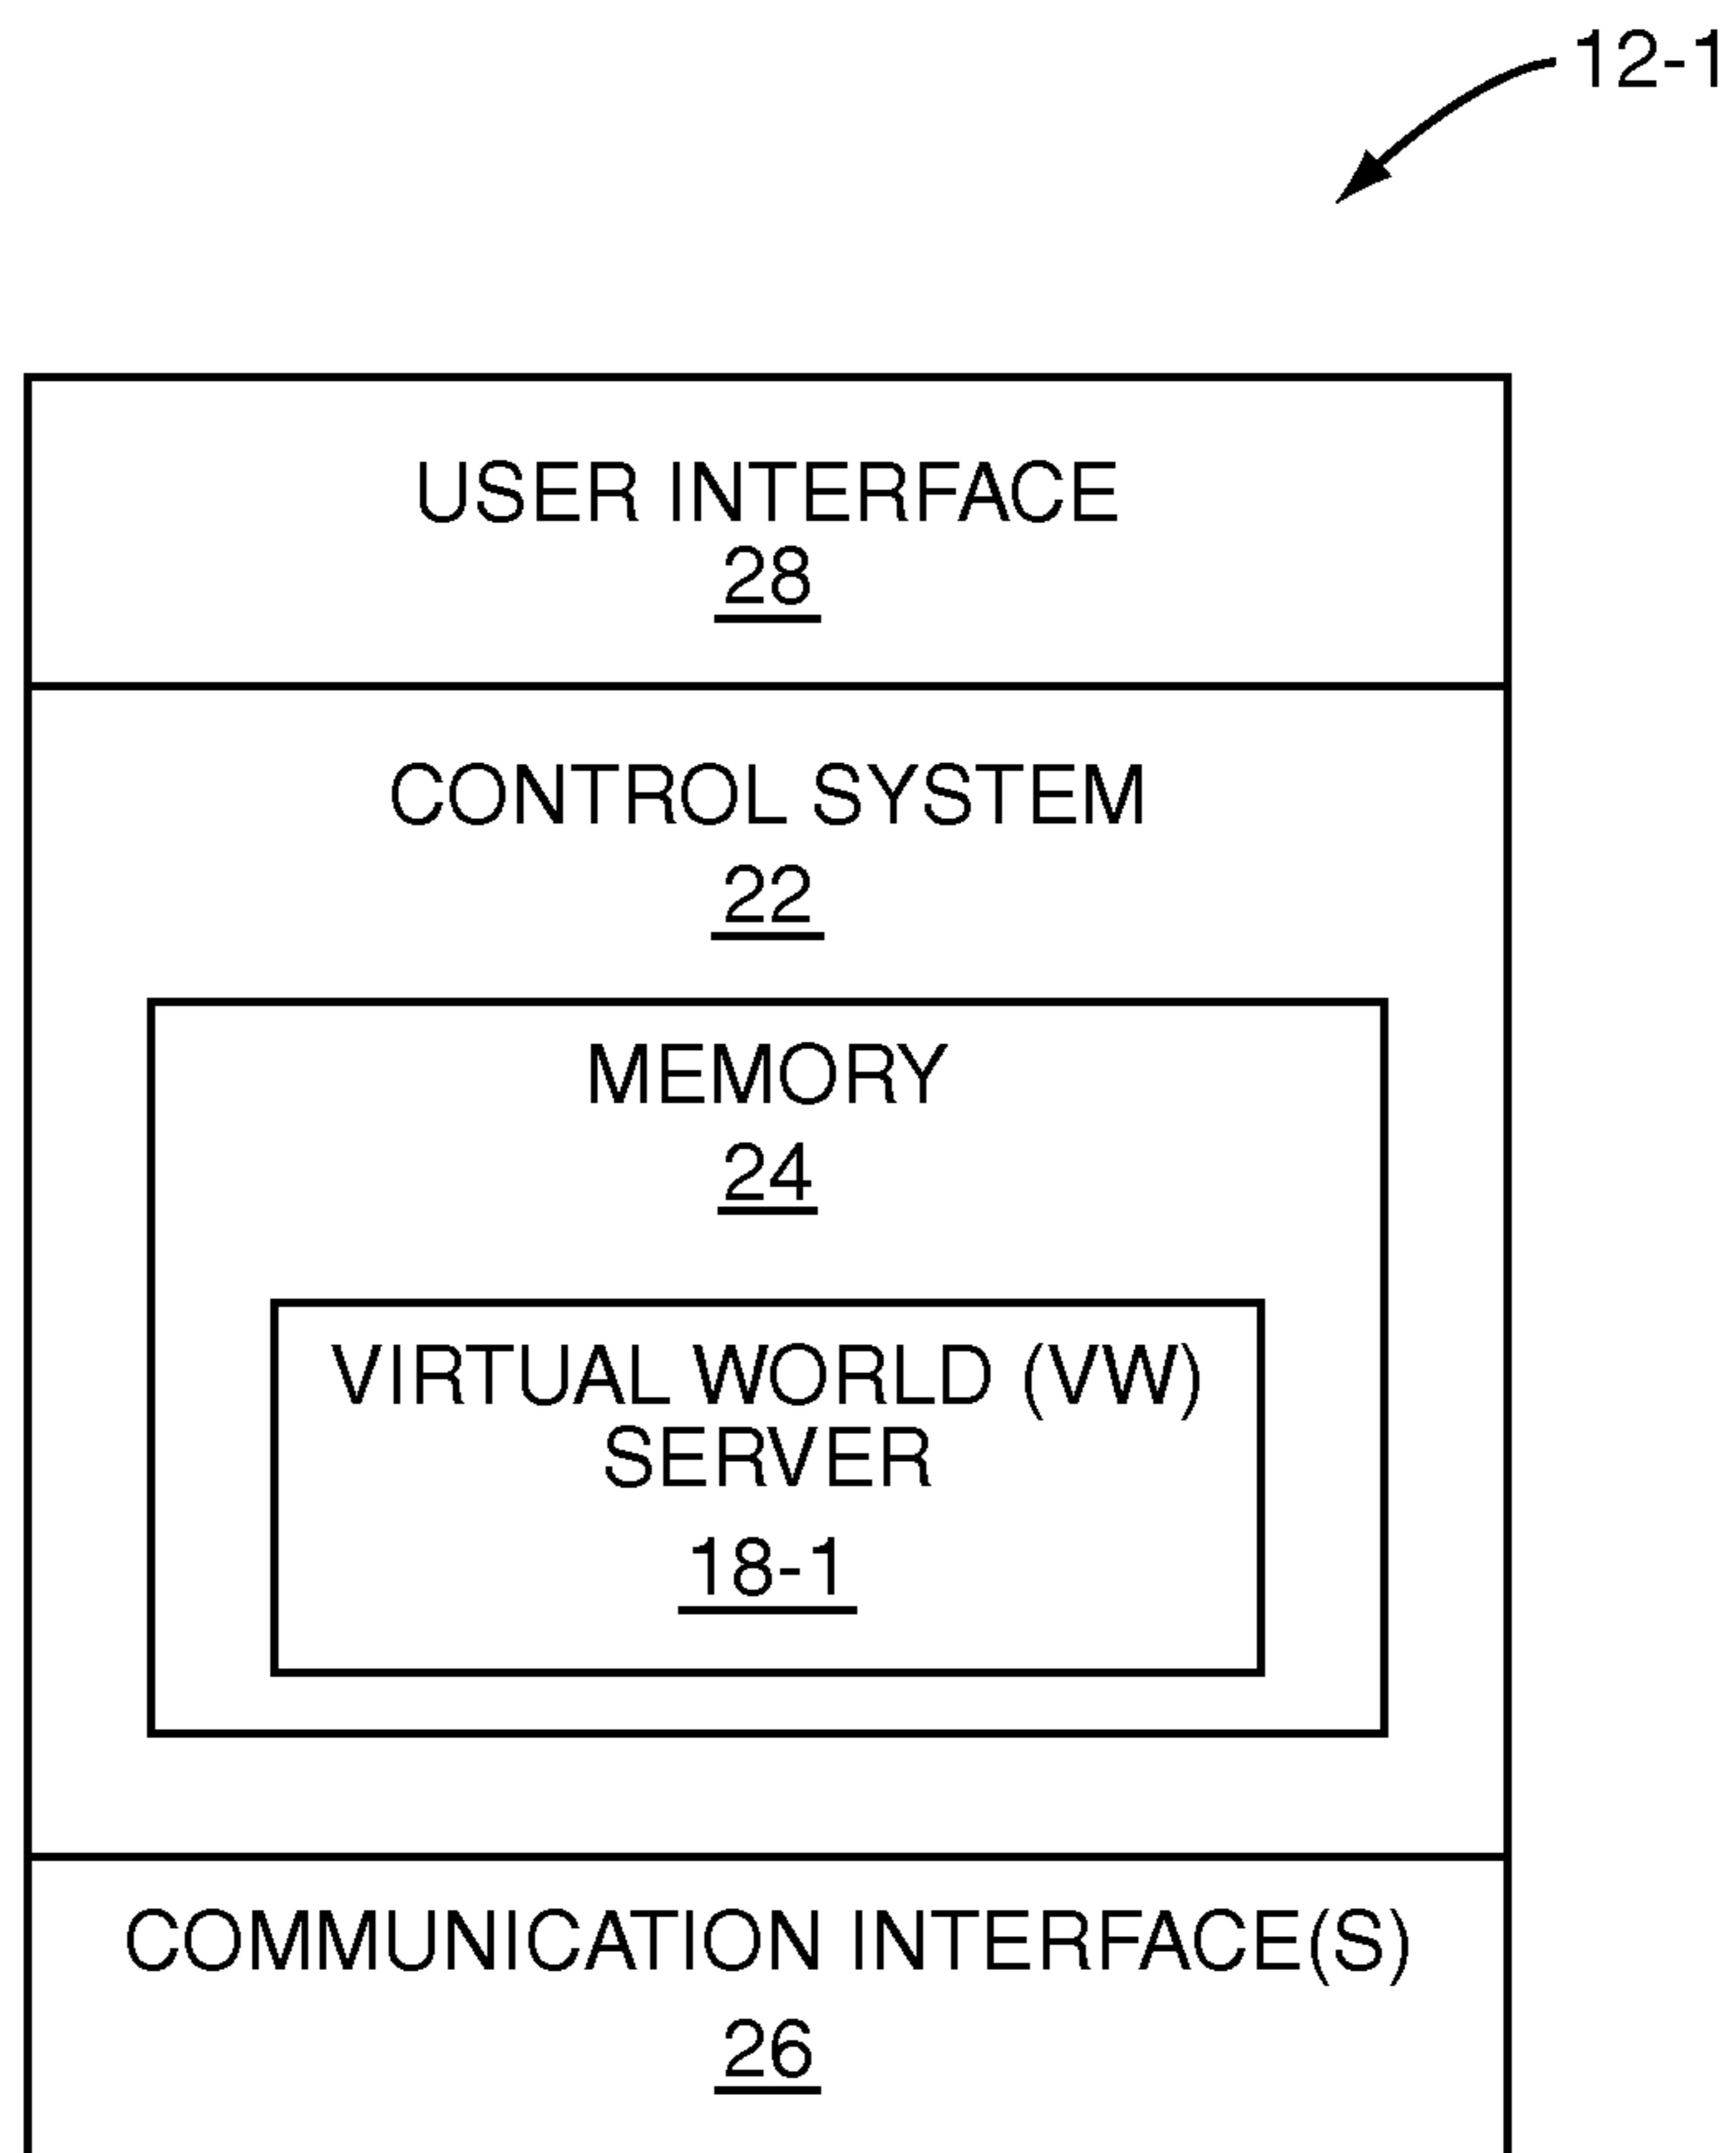 12-1
USER INTERFACE
28
CONTROL SYSTEM
22
MEMORY
24
VIRTUAL WORLD (VW)
SERVER
18-1
COMMUNICATION INTERFACE(S)
26